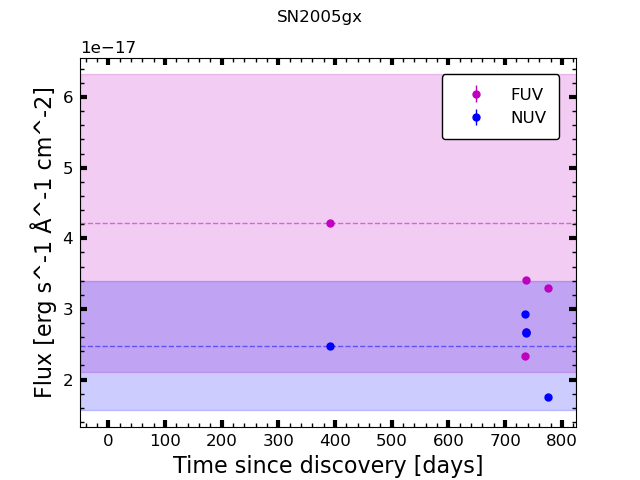 SN2005gx
1e−17
6
5
4
3
2
Flux [erg s^-1 Å^-1 cm^-2]
FUV
NUV
0 100 200 300 400 500 600 700 800
Time since discovery [days]